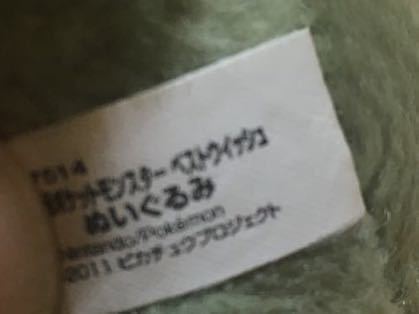 T614
ポケットモンスター ベストウイッシュ
ぬいぐるみ
Nintendo/Pokémon
©2011 ピカチュウプロジェクト